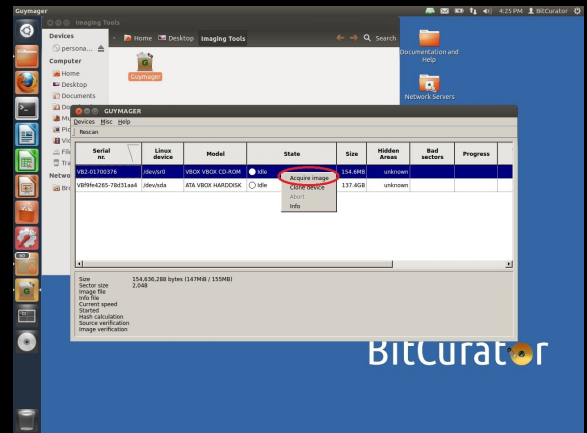 Guymager
4:25 PM BitCurator
Imaging Tools
Devices
persona...
Computer
Home
Desktop
Documents
Home Desktop Imaging Tools
Search
Guymager
Documentation and
Help
Network Servers
GUYMAGER
Devices Misc Help
Rescan
Serial
nr.
Linux
device
Model
State
Size
Hidden
Areas
Bad
sectors
Progress
VB2-01700376 /dev/sr0 VBOX VBOX CD-ROM Idle 154.6MB unknown
VBf9fe4265-78d31aa4 /dev/sda ATA VBOX HARDDISK Idle 137.4GB unknown
Acquire image
Clone device
Abort
Info
Size 154,636,288 bytes (147MiB / 155MB)
Sector size 2,048
Image file
Info file
Current speed
Started
Hash calculation
Source verification
Image verification
BitCurator